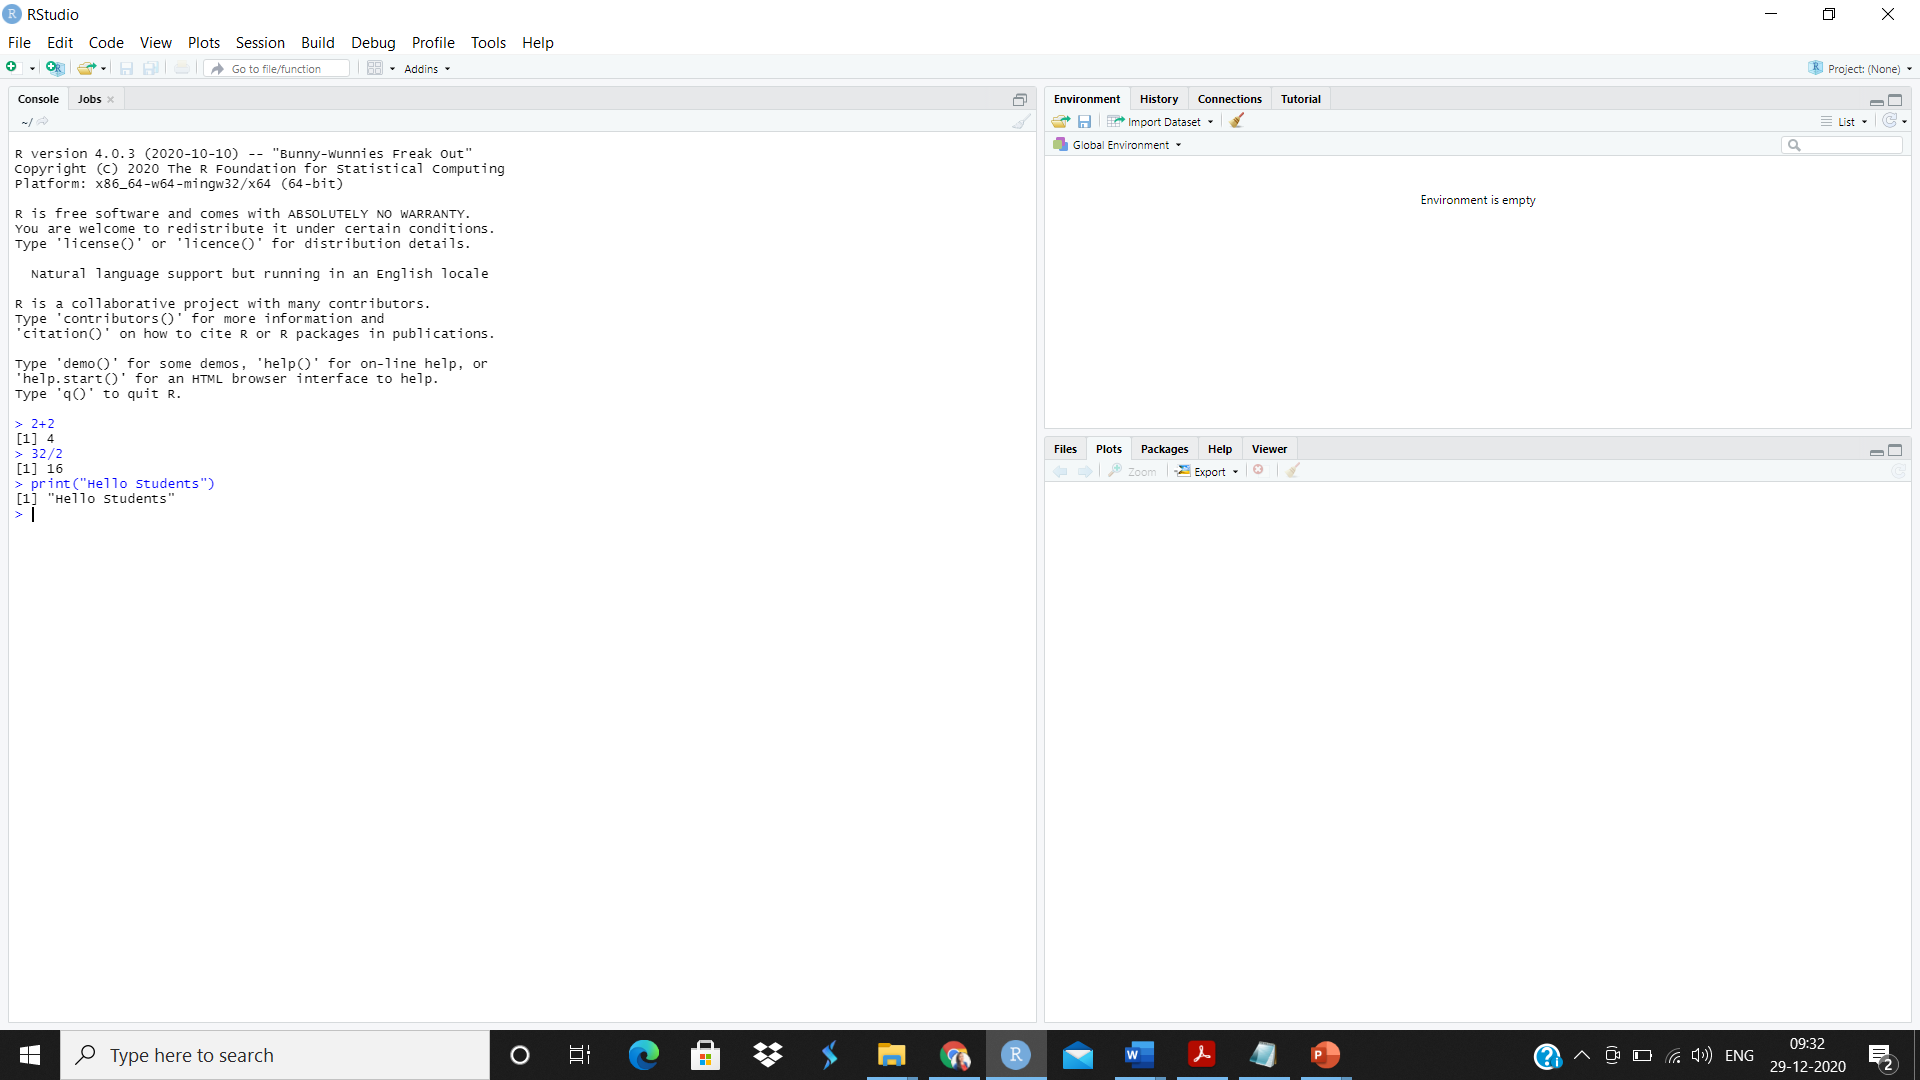 RStudio
File Edit Code View Plots Session Build Debug Profile Tools Help
Go to file/function Addins Project: (None)
Console Jobs
~/
R version 4.0.3 (2020-10-10) -- "Bunny-Wunnies Freak Out"
Copyright (C) 2020 The R Foundation for Statistical Computing
Platform: x86_64-w64-mingw32/x64 (64-bit)
R is free software and comes with ABSOLUTELY NO WARRANTY.
You are welcome to redistribute it under certain conditions.
Type 'license()' or 'licence()' for distribution details.
Natural language support but running in an English locale
R is a collaborative project with many contributors.
Type 'contributors()' for more information and
'citation()' on how to cite R or R packages in publications.
Type 'demo()' for some demos, 'help()' for on-line help, or
'help.start()' for an HTML browser interface to help.
Type 'q()' to quit R.
> 2+2
[1] 4
> 32/2
[1] 16
> print("Hello Students")
[1] "Hello Students"
>
Environment History Connections Tutorial
Import Dataset List
Global Environment
Environment is empty
Files Plots Packages Help Viewer
Zoom Export
Type here to search
ENG
09:32
29-12-2020
2